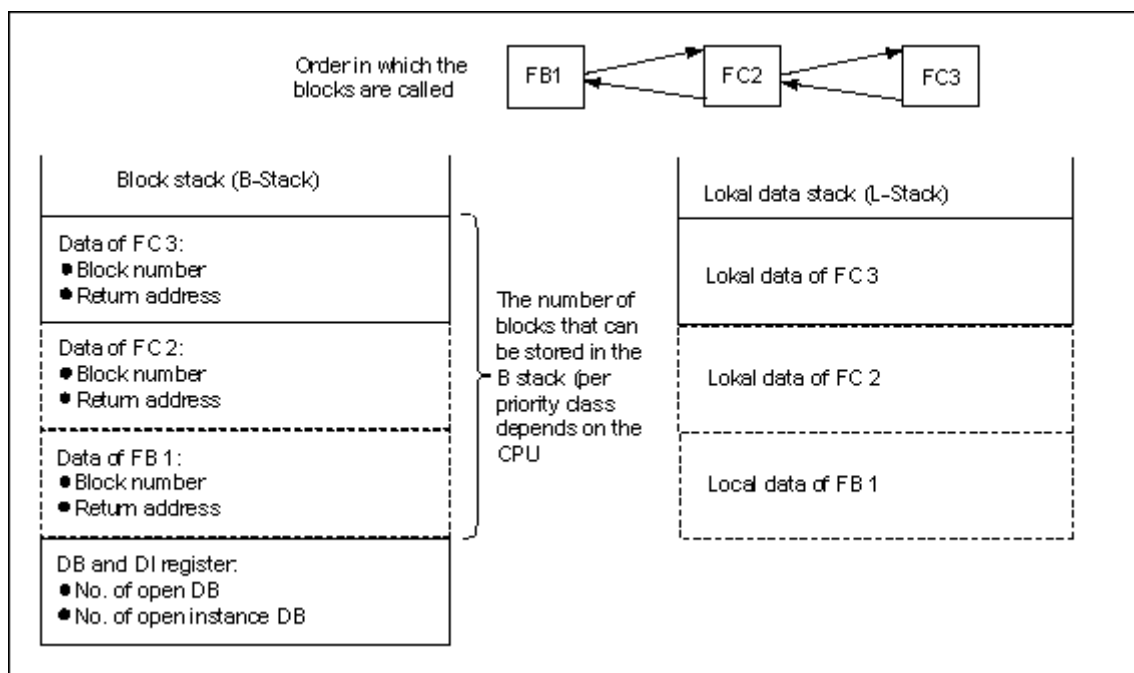 Order in which the
blocks are called
FB1
FC2
FC3
Block stack (B-Stack)
Data of FC 3:
● Block number
● Return address
Data of FC 2:
● Block number
● Return address
Data of FB 1:
● Block number
● Return address
DB and DI register:
● No. of open DB
● No. of open instance DB
The number of
blocks that can
be stored in the
B stack (per
priority class
depends on the
CPU
Lokal data stack (L-Stack)
Lokal data of FC 3
Lokal data of FC 2
Local data of FB 1